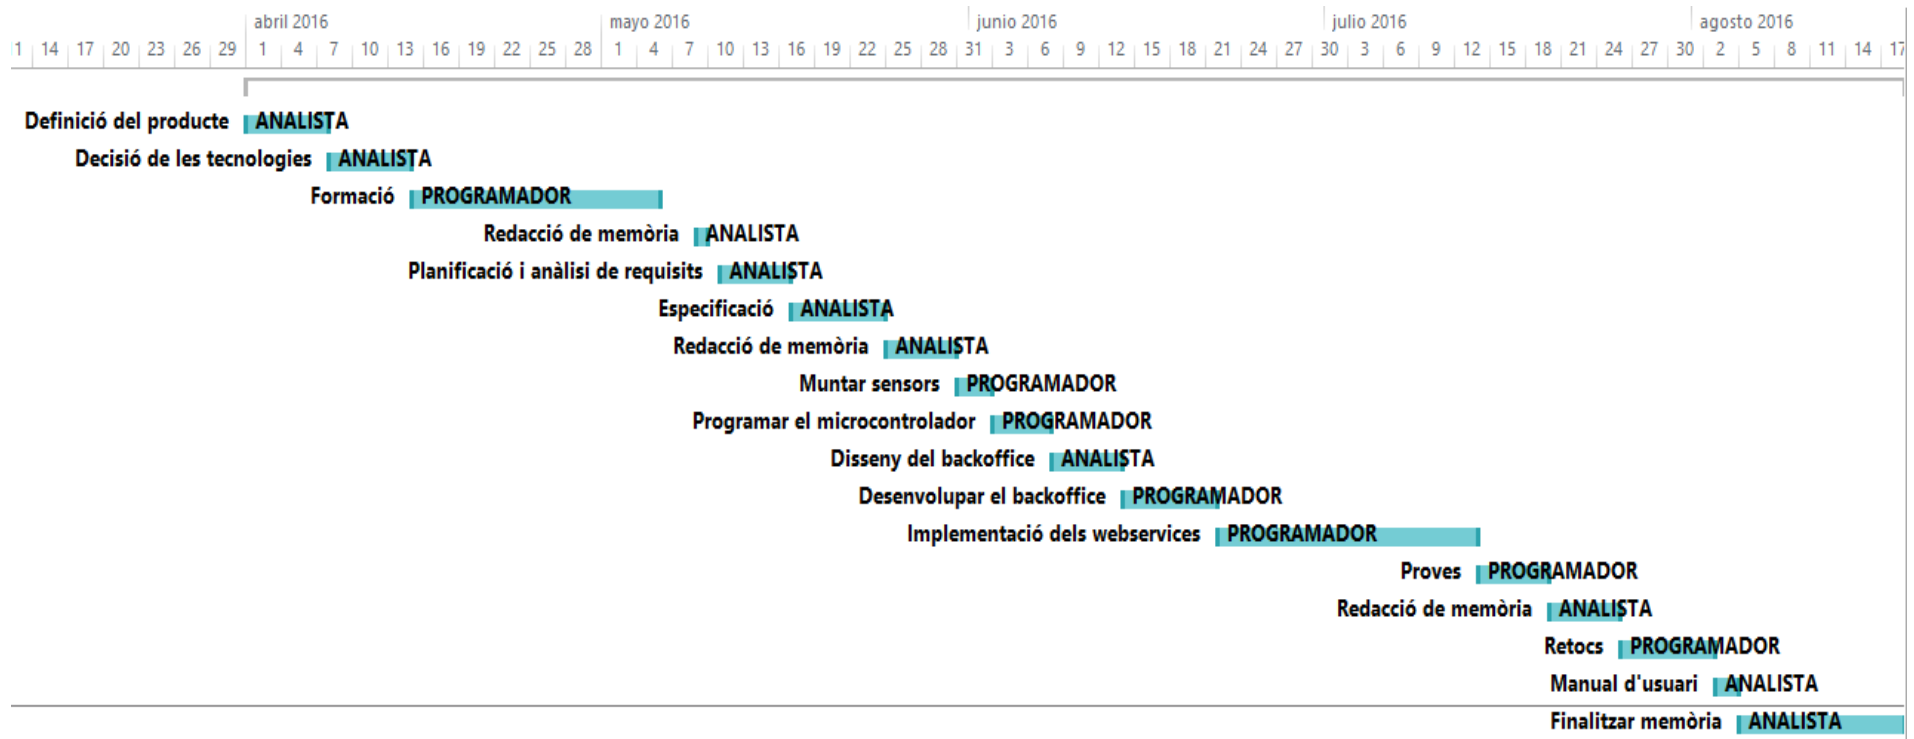 abril 2016 mayo 2016 junio 2016 julio 2016 agosto 2016
1 14 17 20 23 26 29 1 4 7 10 13 16 19 22 25 28 1 4 7 10 13 16 19 22 25 28 31 3 6 9 12 15 18 21 24 27 30 3 6 9 12 15 18 21 24 27 30 2 5 8 11 14 17
Definició del producte ANALISTA
Decisió de les tecnologies ANALISTA
Formació PROGRAMADOR
Redacció de memòria ANALISTA
Planificació i anàlisi de requisits ANALISTA
Especificació ANALISTA
Redacció de memòria ANALISTA
Muntar sensors PROGRAMADOR
Programar el microcontrolador PROGRAMADOR
Disseny del backoffice ANALISTA
Desenvolupar el backoffice PROGRAMADOR
Implementació dels webservices PROGRAMADOR
Proves PROGRAMADOR
Redacció de memòria ANALISTA
Retocs PROGRAMADOR
Manual d'usuari ANALISTA
Finalitzar memòria ANALISTA